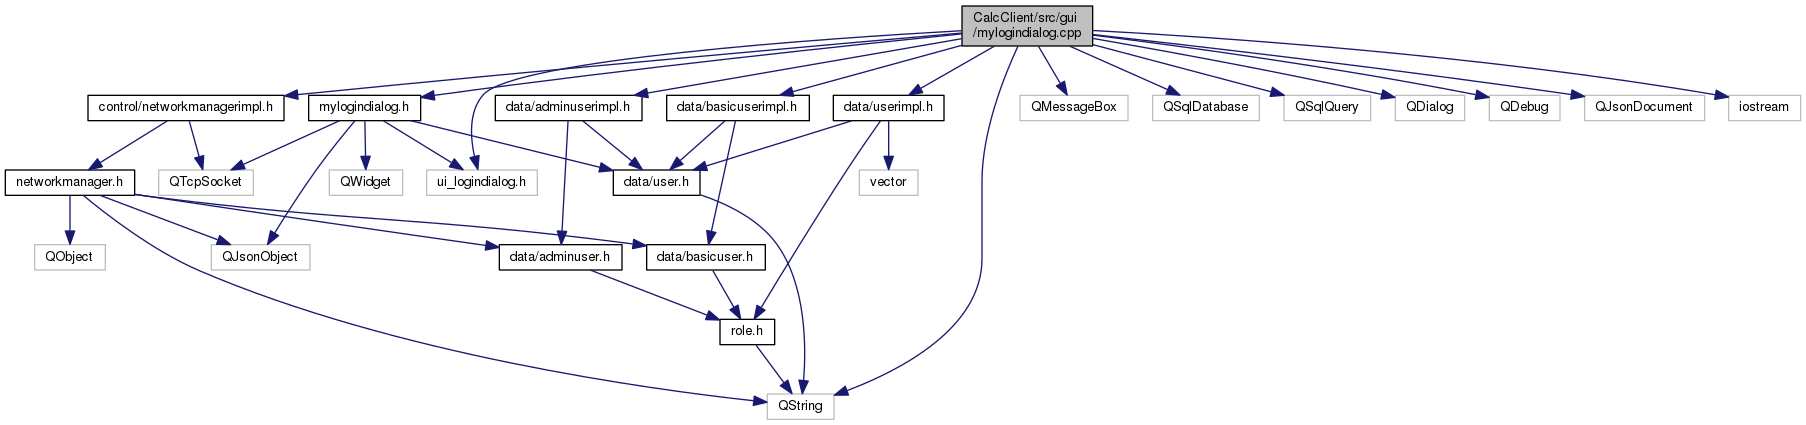 CalcClient/src/gui
/mylogindialog.cpp
control/networkmanagerimpl.h
mylogindialog.h
data/adminuserimpl.h
data/basicuserimpl.h
data/userimpl.h
QMessageBox
QSqlDatabase
QSqlQuery
QDialog
QDebug
QJsonDocument
iostream
networkmanager.h
QTcpSocket
QWidget
ui_logindialog.h
data/user.h
vector
QObject
QJsonObject
data/adminuser.h
data/basicuser.h
role.h
QString